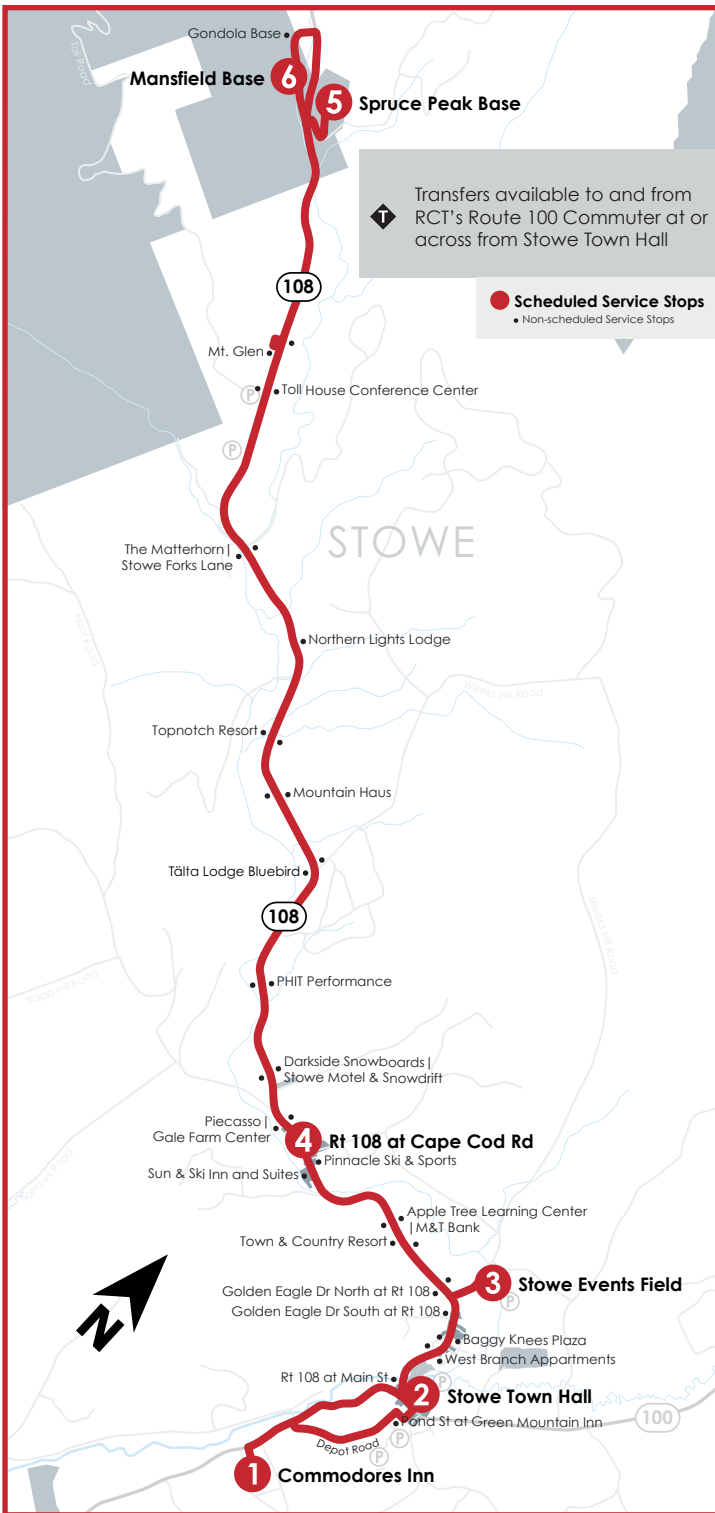 Toll Road
Gondola Base
Mansfield Base
6
5
Spruce Peak Base
T
Transfers available to and from
RCT's Route 100 Commuter at or
across from Stowe Town Hall
108
Scheduled Service Stops
• Non-scheduled Service Stops
Mt. Glen
Toll House Conference Center
P
P
STOWE
The Matterhorn|
Stowe Forks Lane
Northern Lights Lodge
Weeks Hill Road
Topnotch Resort
Mountain Haus
Tälta Lodge Bluebird
108
Weeks Hill Road
PHIT Performance
Trapp Hill Road
Darkside Snowboards|
Stowe Motel & Snowdrift
Piecasso|
Gale Farm Center
4
Rt 108 at Cape Cod Rd
Pinnacle Ski & Sports
Sun & Ski Inn and Suites
Barrows Road
Apple Tree Learning Center
|M&T Bank
Town & Country Resort
3
Stowe Events Field
P
Golden Eagle Dr North at Rt 108
Golden Eagle Dr South at Rt 108
N
Baggy Knees Plaza
West Branch Appartments
Rt 108 at Main St
P
2
Stowe Town Hall
Pond St at Green Mountain Inn
100
P
P
Depot Road
1
Commodores Inn